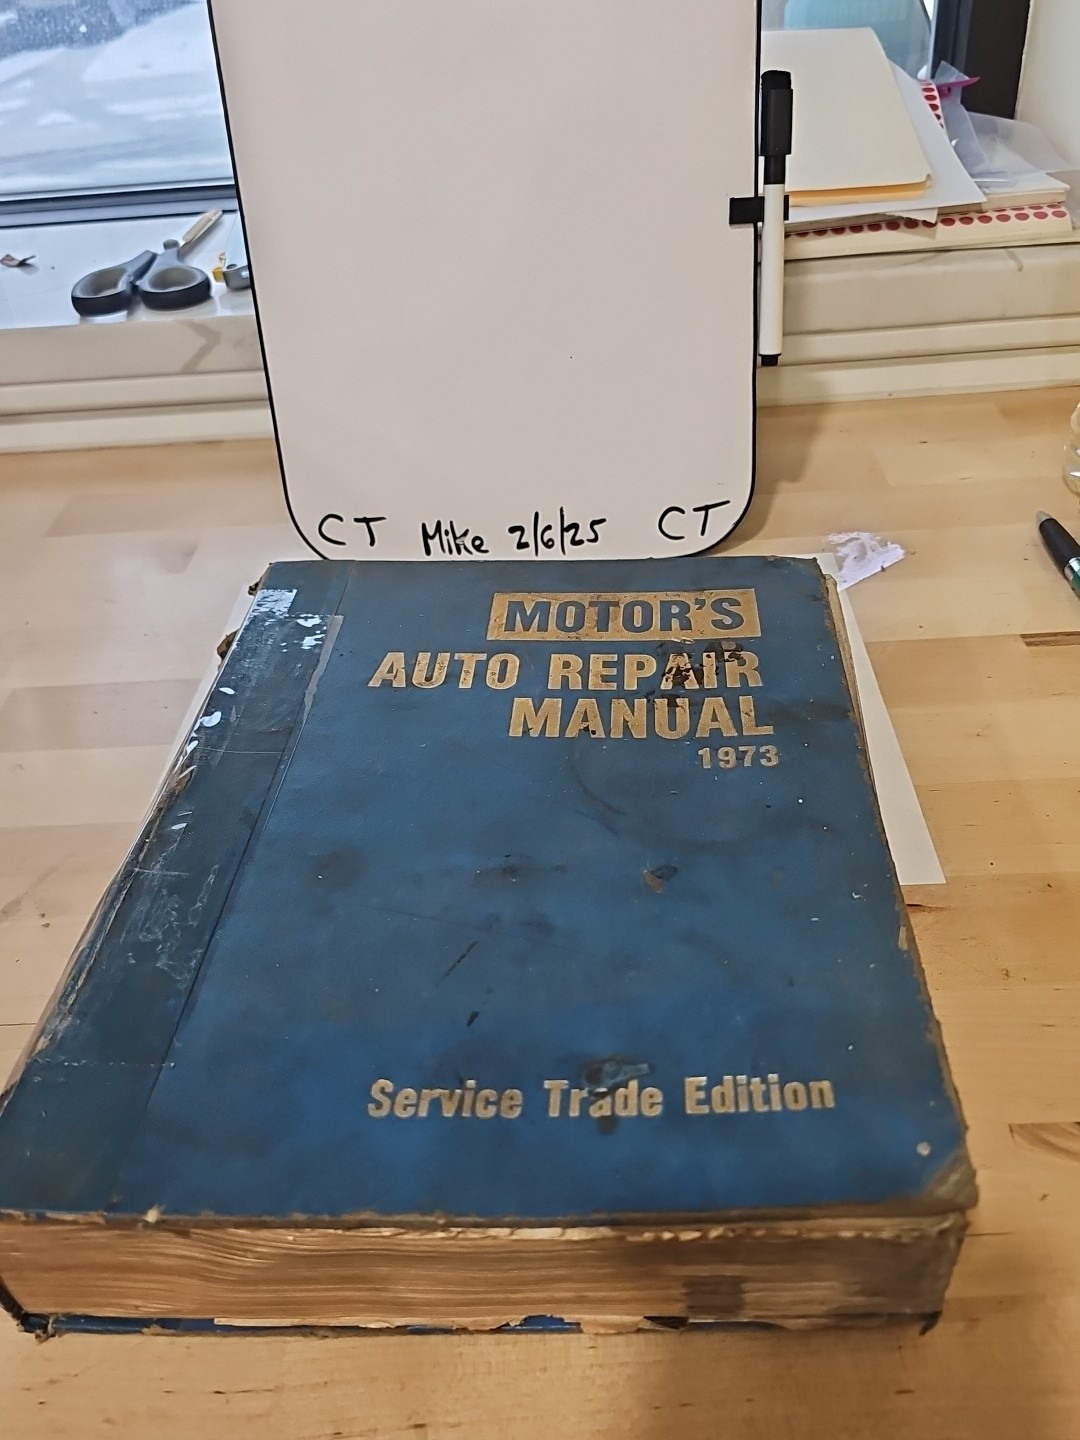 CT Mike 2/6/25 CT
MOTOR'S
AUTO REPAIR
MANUAL
1973
Service Trade Edition